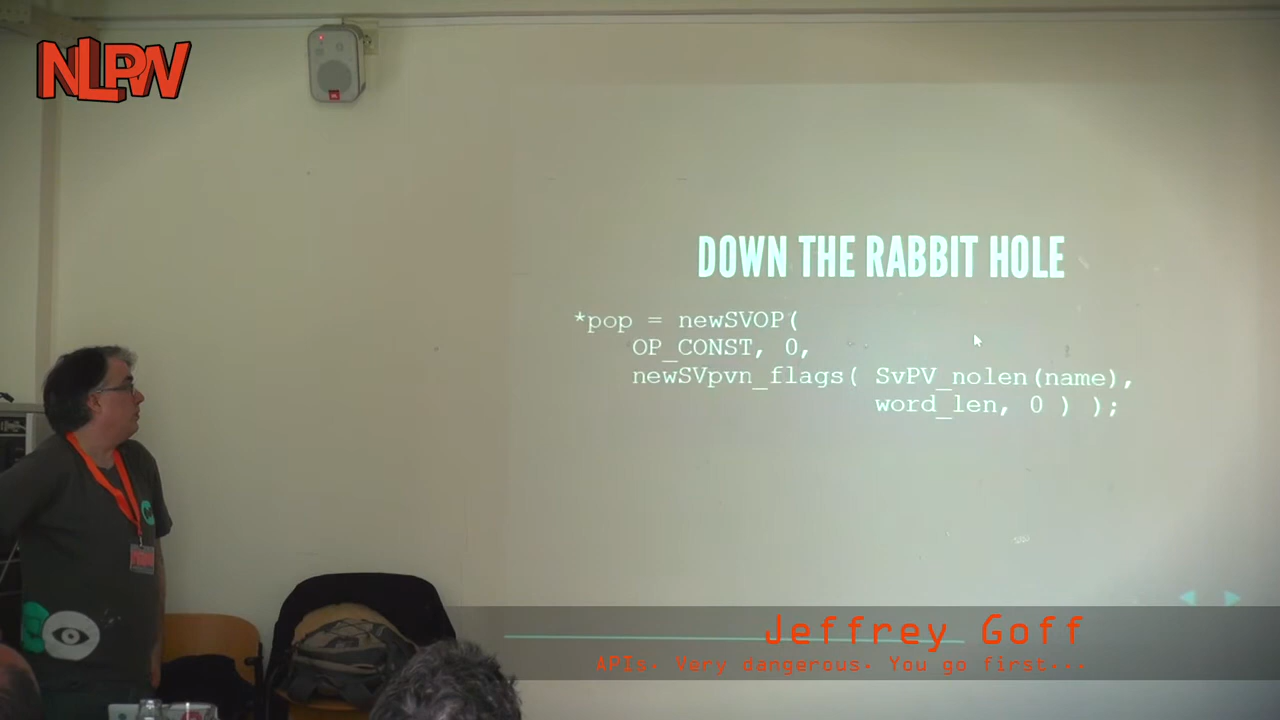 NLPW
DOWN THE RABBIT HOLE
*pop = newSVOP(
OP_CONST, 0,
newSVpvn_flags( SvPV_nolen(name),
word_len, 0 ) );
Jeffrey Goff
APIs. Very dangerous. You go first...